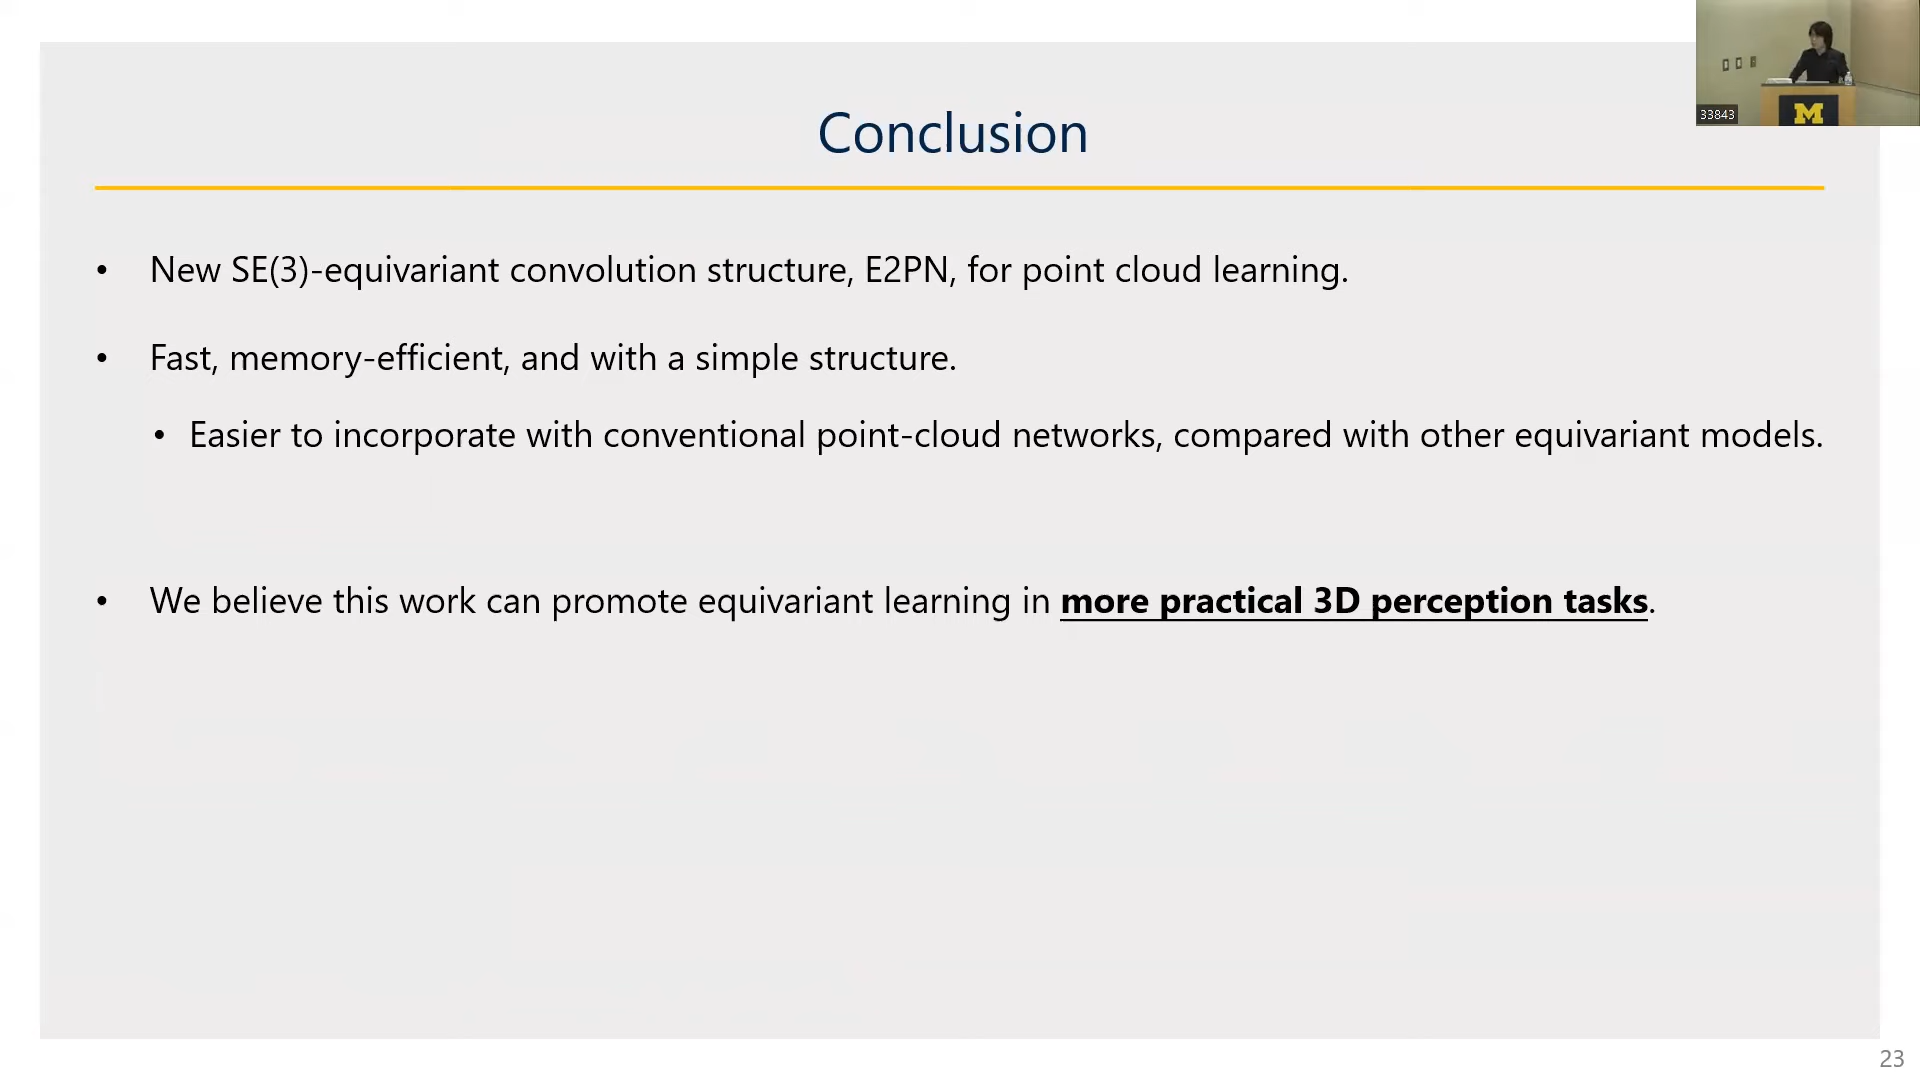 33843
M
Conclusion
• New SE(3)-equivariant convolution structure, E2PN, for point cloud learning.
• Fast, memory-efficient, and with a simple structure.
• Easier to incorporate with conventional point-cloud networks, compared with other equivariant models.
• We believe this work can promote equivariant learning in more practical 3D perception tasks.
23